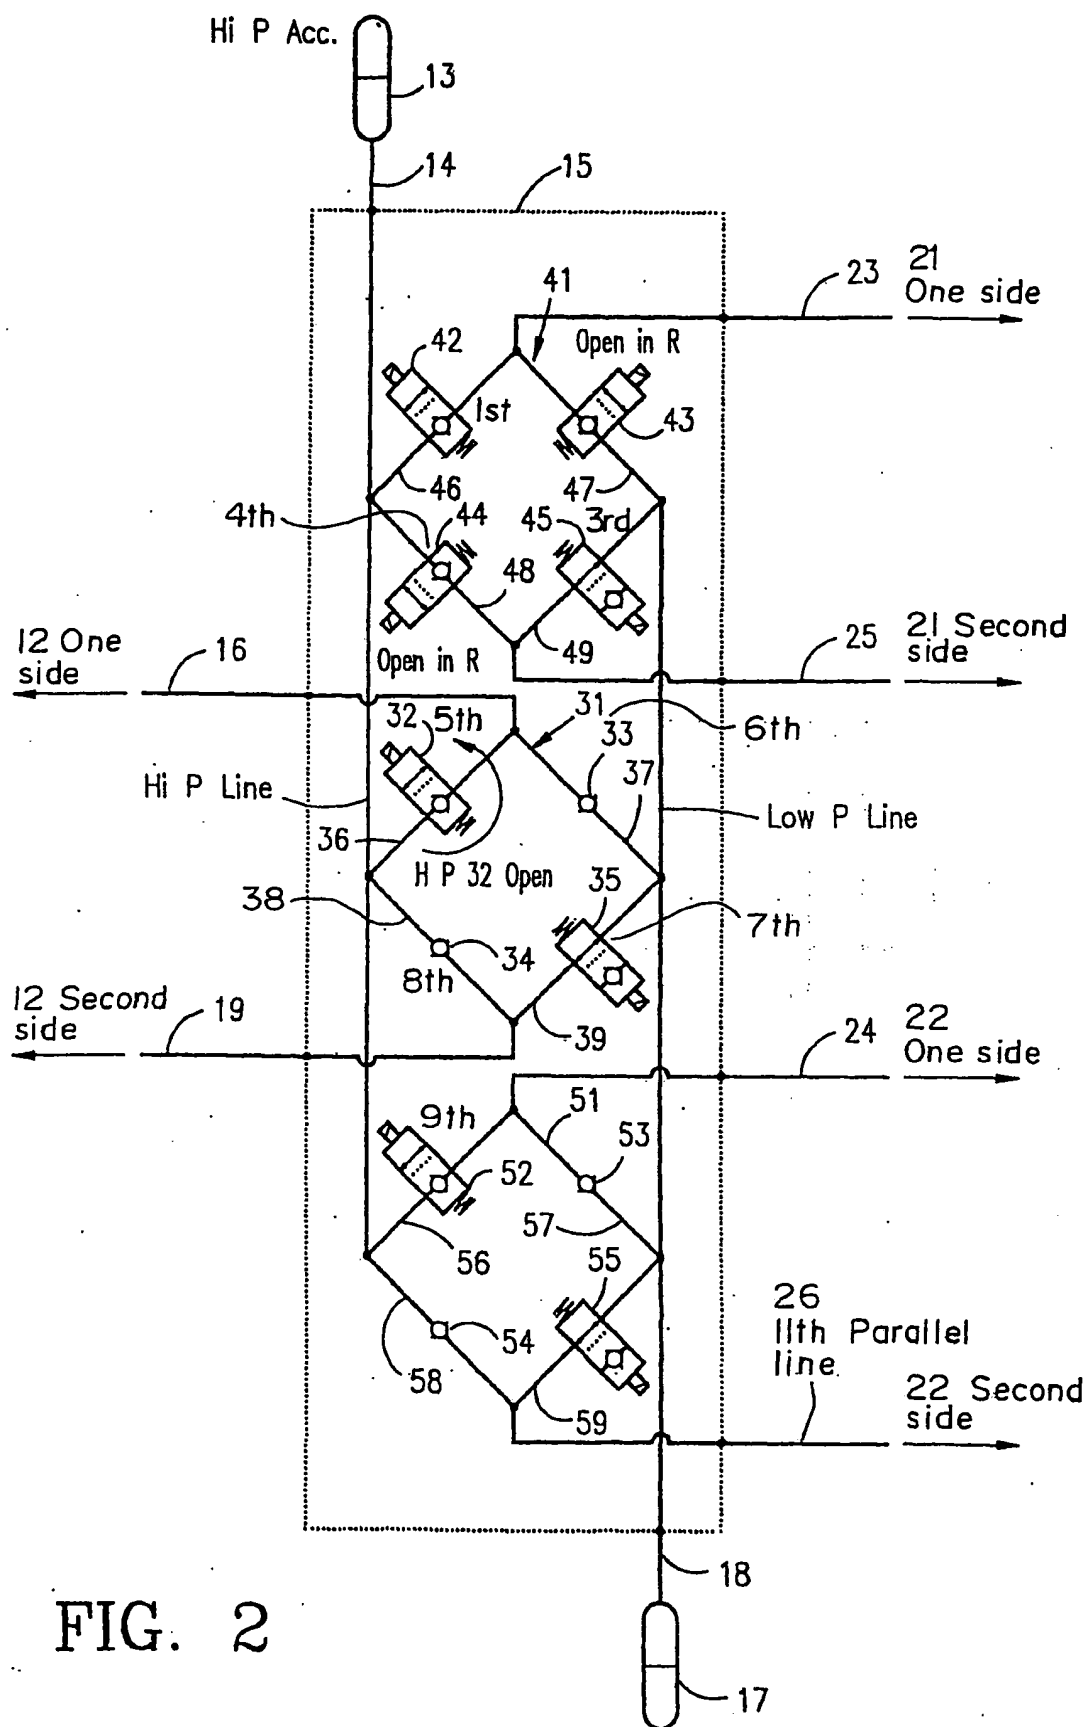 Hi P Acc.
13
14
15
21
One side
23
41
Open in R
42
1st
43
46
47
4th
44
45
3rd
48
49
12 One
side
16
Open in R
25
21 Second
side
32
5th
31
33
6th
37
Hi P Line
Low P Line
36
H P 32 Open
35
38
34
7th
8th
12 Second
side
19
39
24
22
One side
9th
51
53
52
57
56
55
54
58
59
26
11th Parallel
line
22 Second
side
18
FIG. 2
17